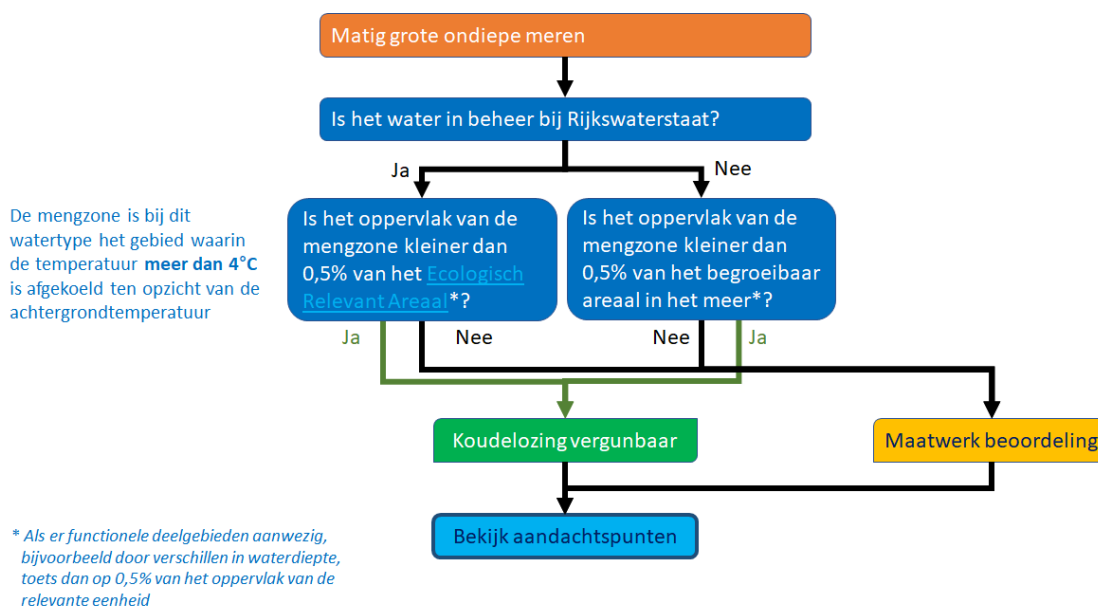 Matig grote ondiepe meren
Is het water in beheer bij Rijkswaterstaat?
Ja
Nee
De mengzone is bij dit
watertype het gebied waarin
de temperatuur meer dan 4°C
is afgekoeld ten opzicht van de
achtergrondtemperatuur
Is het oppervlak van de
mengzone kleiner dan
0,5% van het Ecologisch
Relevant Areaal*?
Is het oppervlak van de
mengzone kleiner dan
0,5% van het begroeibaar
areaal in het meer*?
Ja
Nee
Nee
Ja
Koudelozing vergunbaar
Maatwerk beoordeling
Bekijk aandachtspunten
* Als er functionele deelgebieden aanwezig,
bijvoorbeeld door verschillen in waterdiepte,
toets dan op 0,5% van het oppervlak van de
relevante eenheid